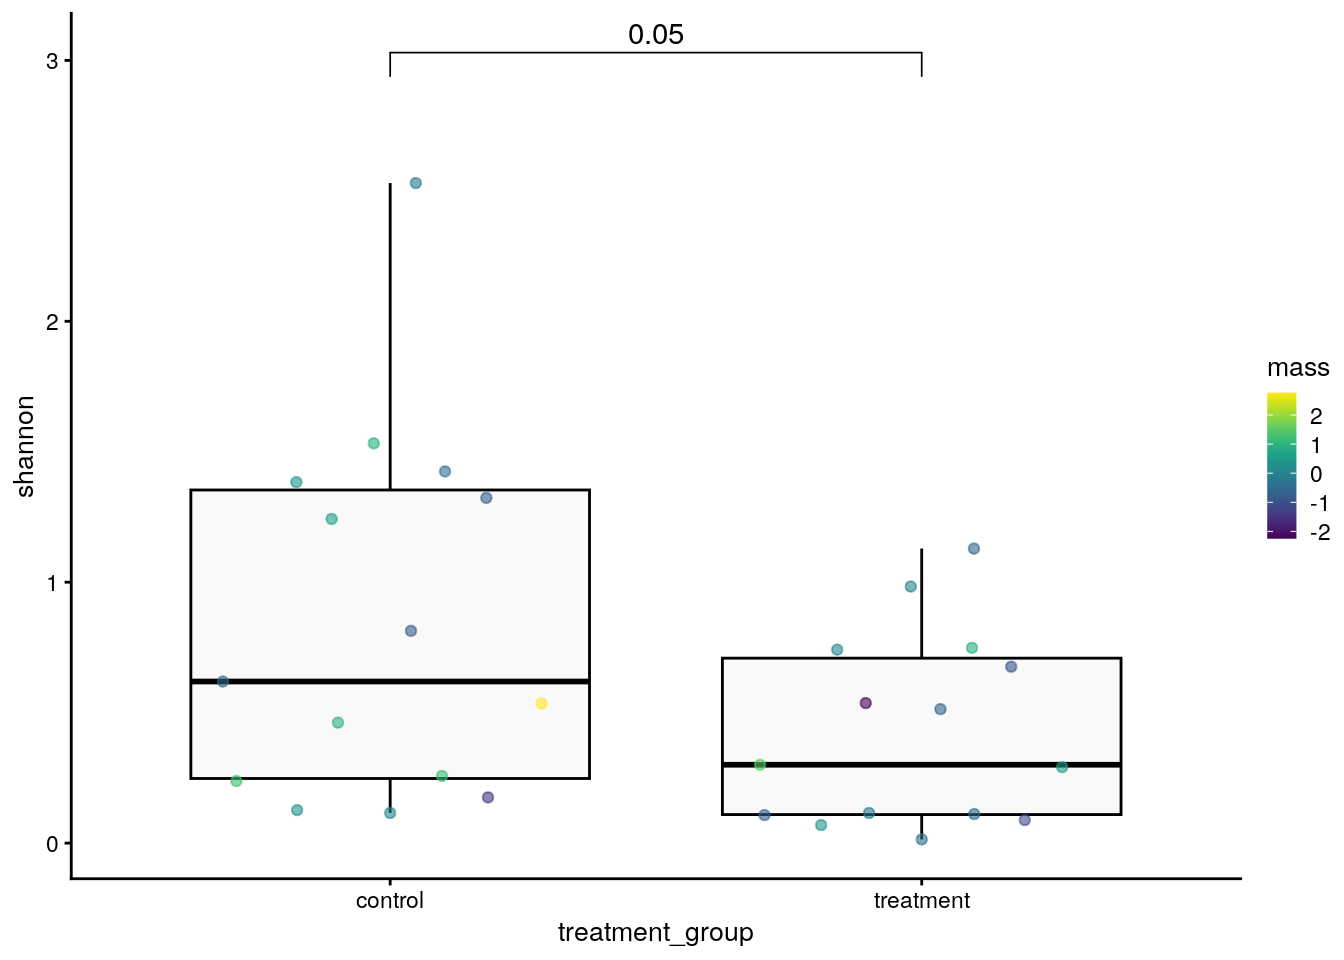 0.05
3
2
1
0
shannon
control
treatment
treatment_group
mass
2
1
0
-1
-2